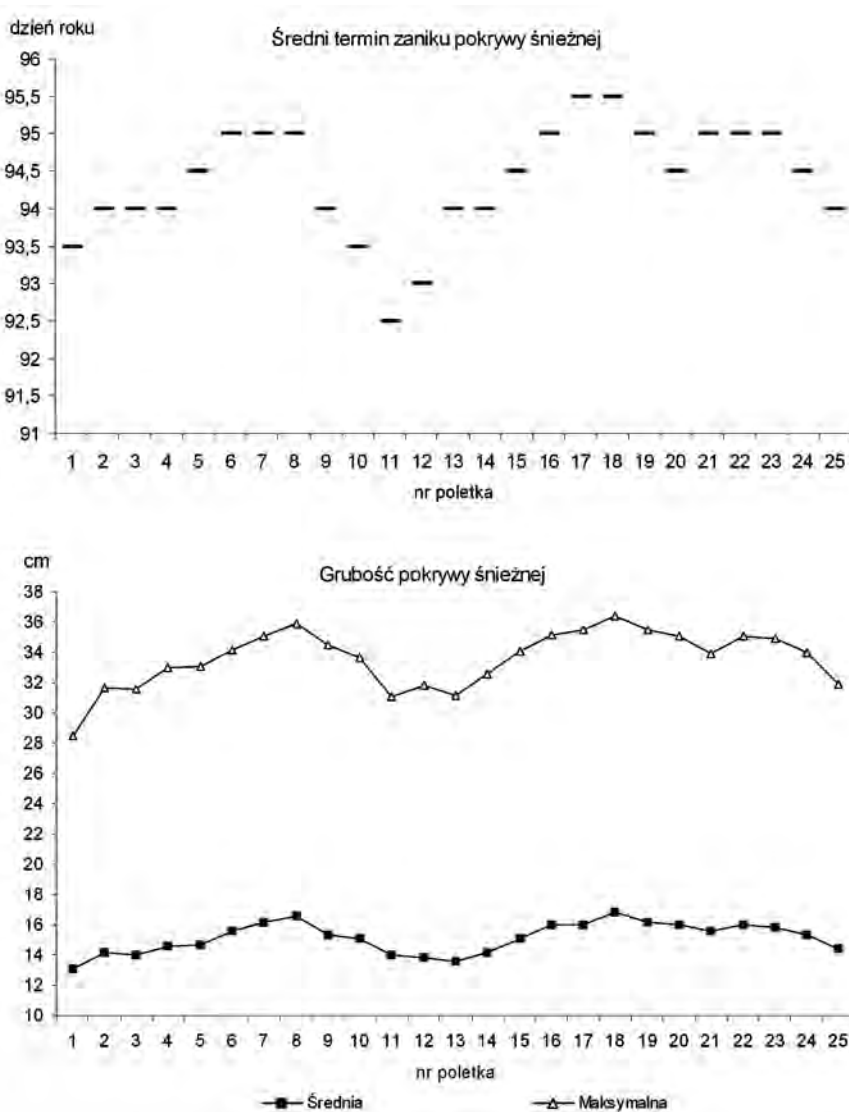 dzień roku
Średni termin zaniku pokrywy śnieżnej
96
95,5
95
94,5
94
93,5
93
92,5
92
91,5
91
1 2 3 4 5 6 7 8 9 10 11 12 13 14 15 16 17 18 19 20 21 22 23 24 25
nr poletka
cm
Grubość pokrywy śnieżnej
38
36
34
32
30
28
26
24
22
20
18
16
14
12
10
1 2 3 4 5 6 7 8 9 10 11 12 13 14 15 16 17 18 19 20 21 22 23 24 25
nr poletka
Średnia Maksymalna